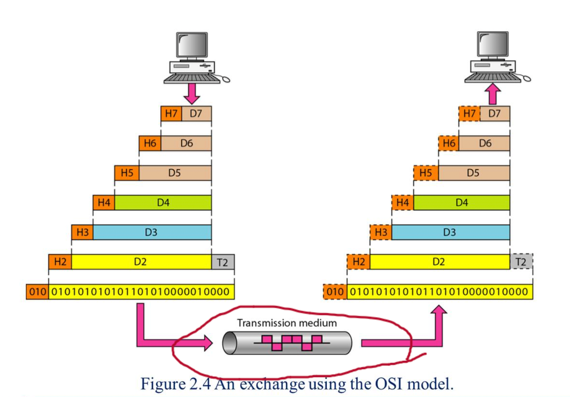 H7 D7 H7 D7
H6 D6 H6 D6
H5 D5 H5 D5
H4 D4 H4 D4
H3 D3 H3 D3
H2 D2 T2 H2 D2 T2
010 010101010101101010000010000 010 010101010101101010000010000
Transmission medium
Figure 2.4 An exchange using the OSI model.